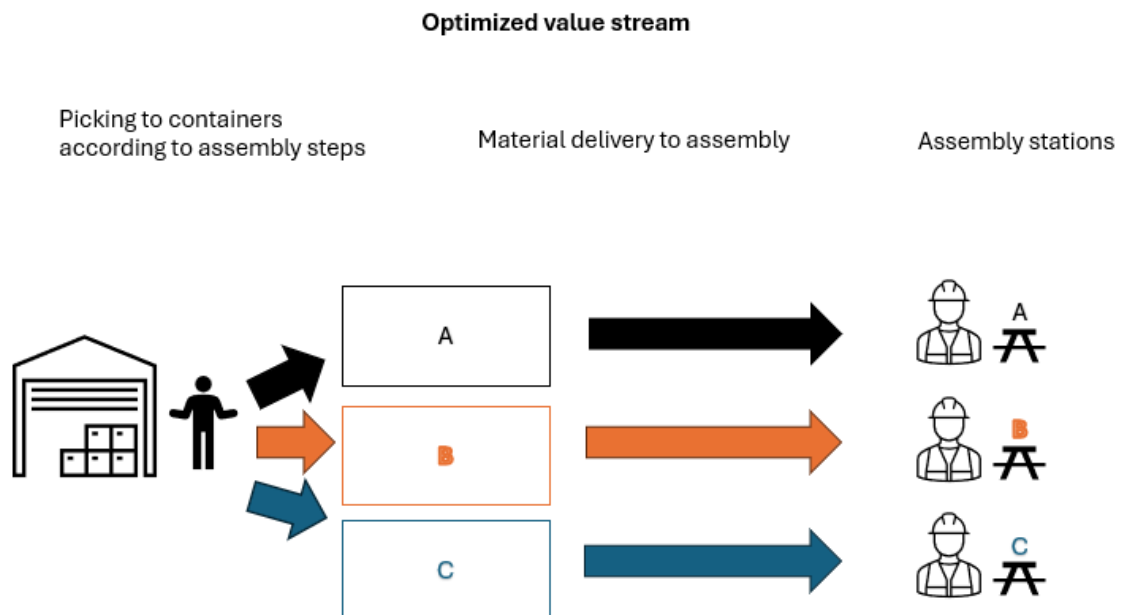 Optimized value stream
Picking to containers
according to assembly steps
Material delivery to assembly
Assembly stations
A
A
B
B
C
C